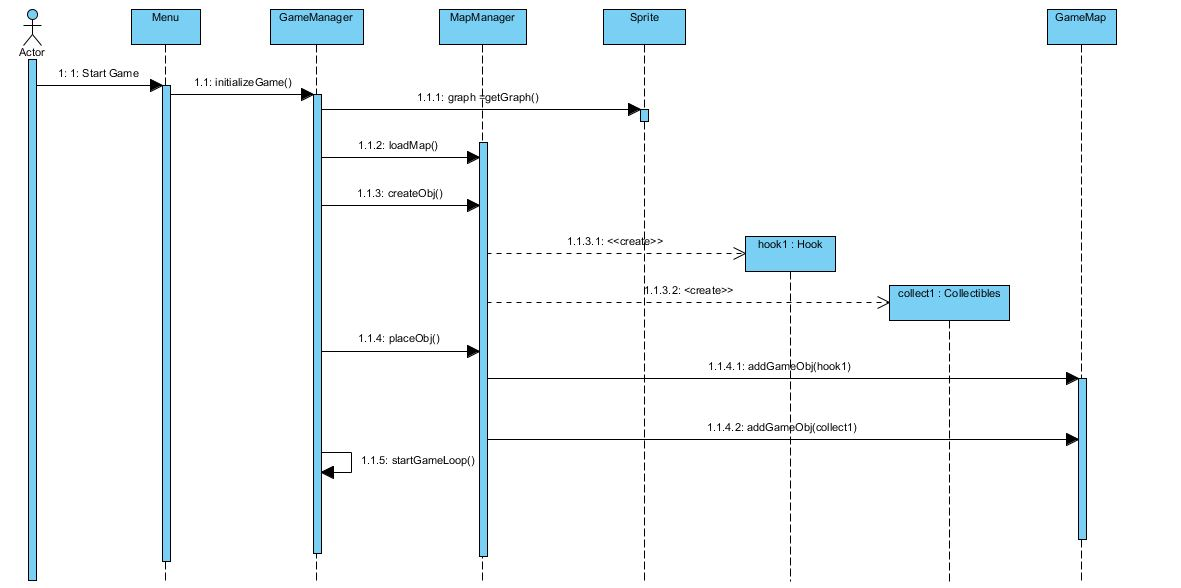 Menu
GameManager
MapManager
Sprite
GameMap
Actor
1: 1: Start Game
1.1: initializeGame()
1.1.1: graph =getGraph()
1.1.2: loadMap()
1.1.3: createObj()
1.1.3.1: <<create>>
hook1 : Hook
1.1.3.2: <create>>
collect1 : Collectibles
1.1.4: placeObj()
1.1.4.1: addGameObj(hook1)
1.1.4.2: addGameObj(collect1)
1.1.5: startGameLoop()